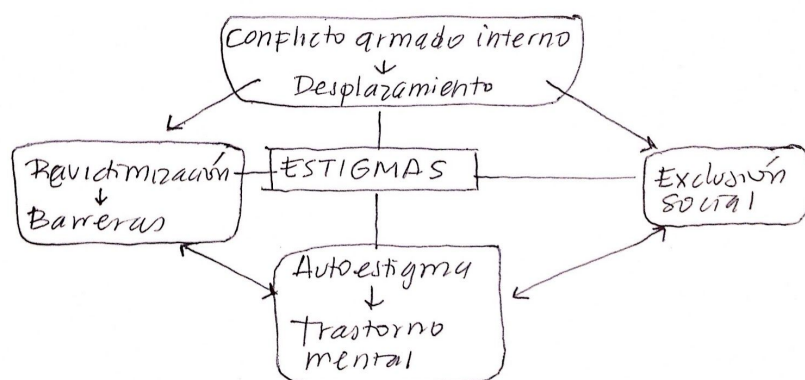 Conflicto armado interno
Desplazamiento
Revictimización
Barreras
ESTIGMAS
Exclusión
social
Autoestigma
Trastorno
mental